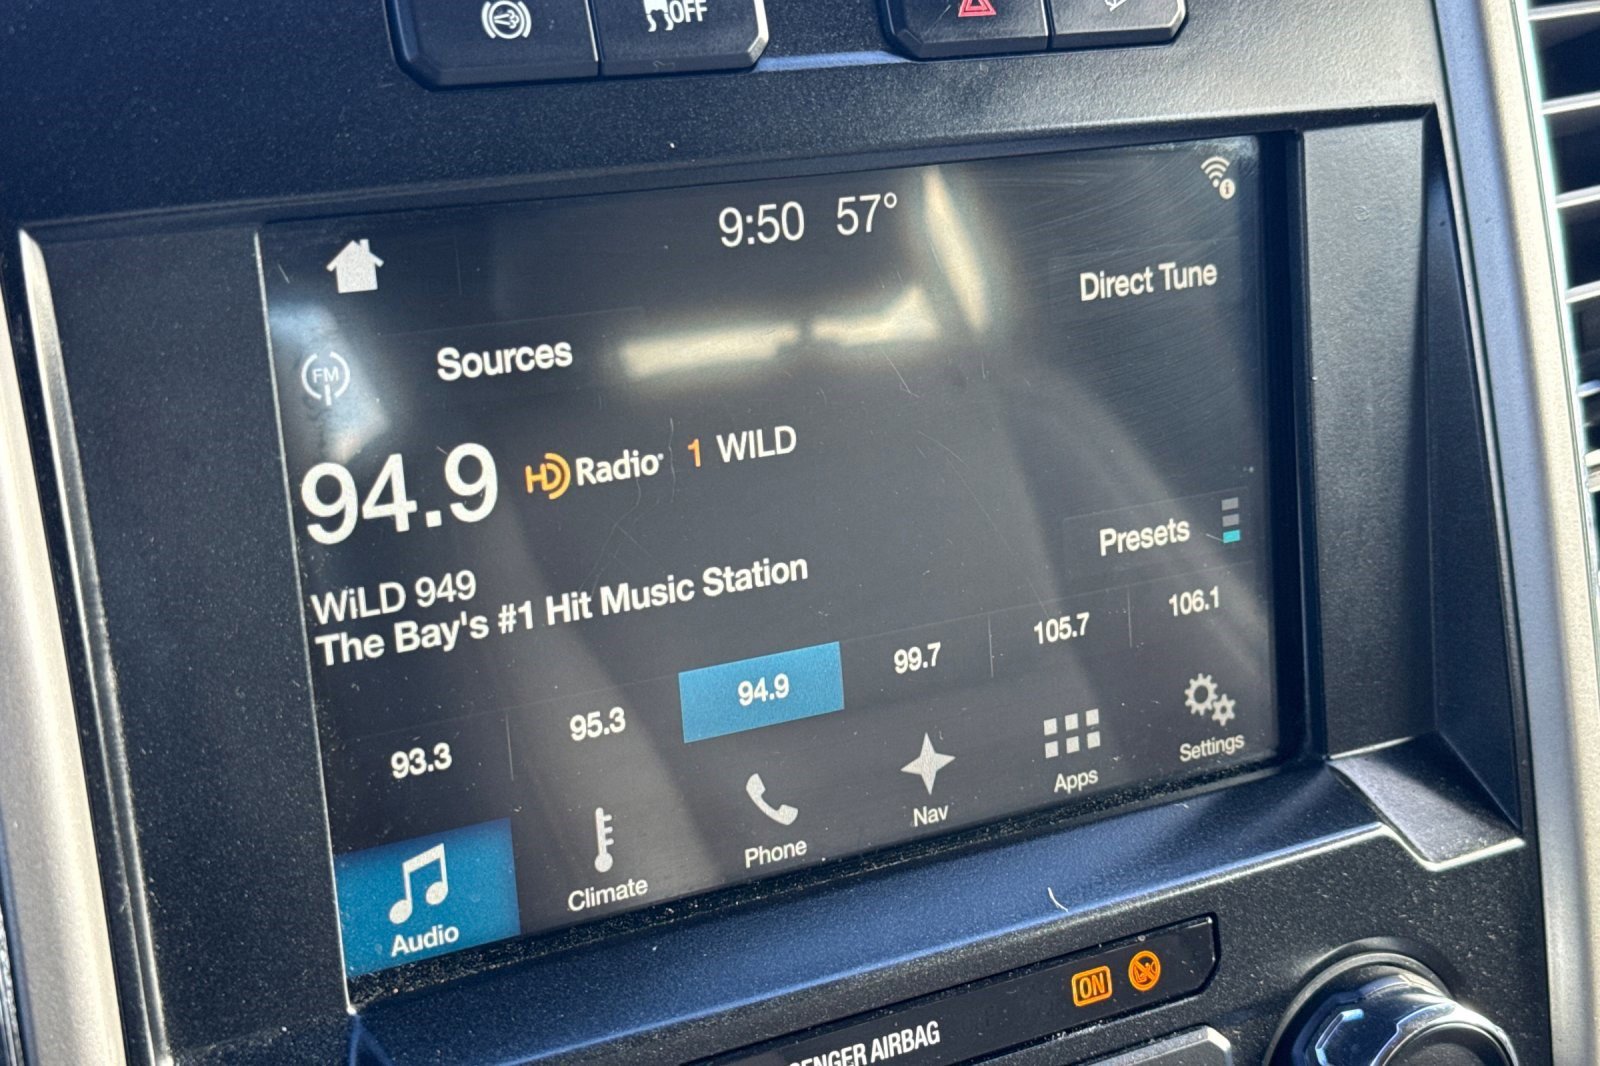 OFF
9:50 57°
Direct Tune
FM
Sources
94.9 HD Radio 1 WILD
Presets
WiLD 949
The Bay's #1 Hit Music Station
93.3 95.3 94.9 99.7 105.7 106.1
Audio Climate Phone Nav Apps Settings
ON
AIRBAG